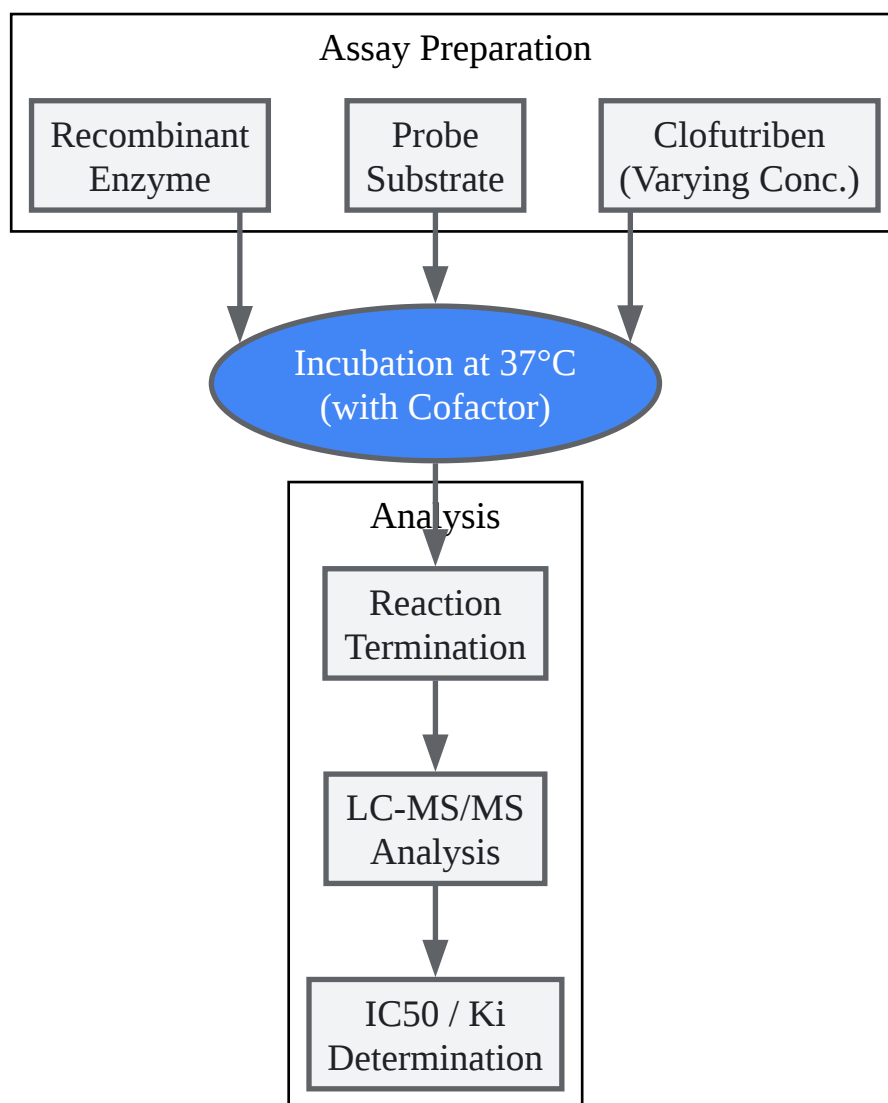 Assay Preparation
Recombinant
Enzyme
Probe
Substrate
Clofutriben
(Varying Conc.)
Incubation at 37°C
(with Cofactor)
Analysis
Reaction
Termination
LC-MS/MS
Analysis
IC50 / Ki
Determination